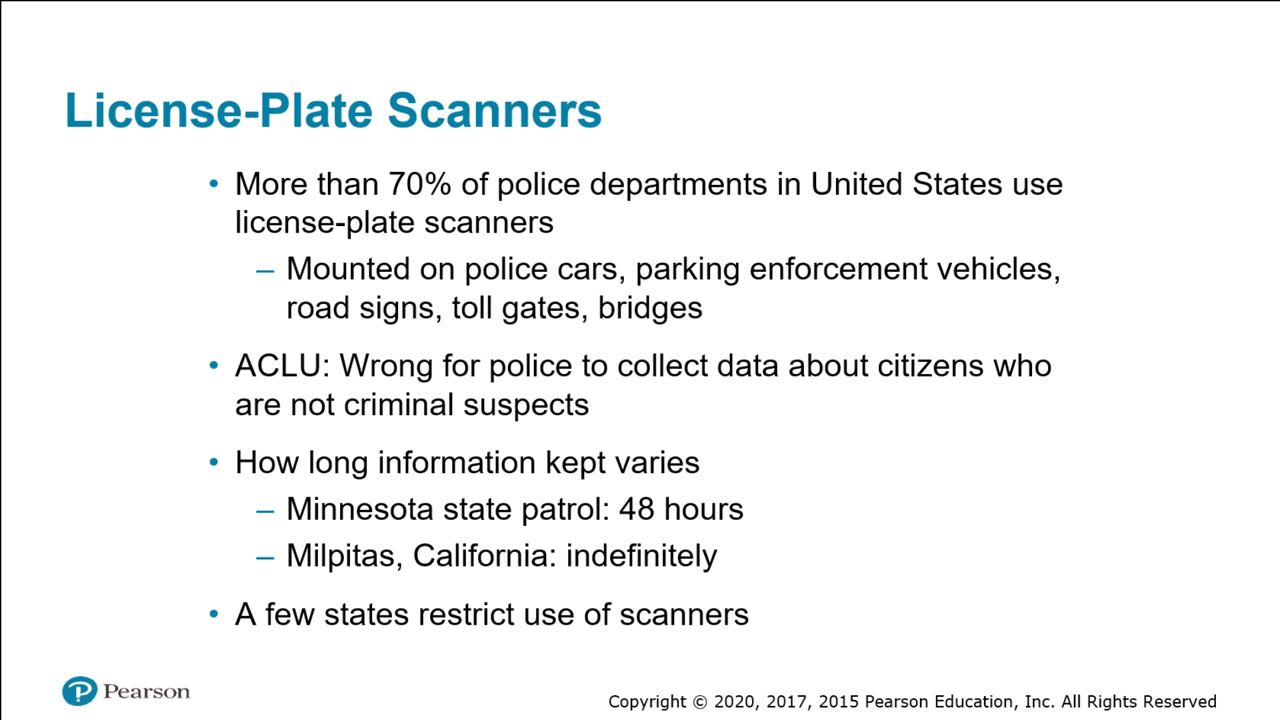 License-Plate Scanners
• More than 70% of police departments in United States use
license-plate scanners
– Mounted on police cars, parking enforcement vehicles,
road signs, toll gates, bridges
• ACLU: Wrong for police to collect data about citizens who
are not criminal suspects
• How long information kept varies
– Minnesota state patrol: 48 hours
– Milpitas, California: indefinitely
• A few states restrict use of scanners
P Pearson
Copyright © 2020, 2017, 2015 Pearson Education, Inc. All Rights Reserved